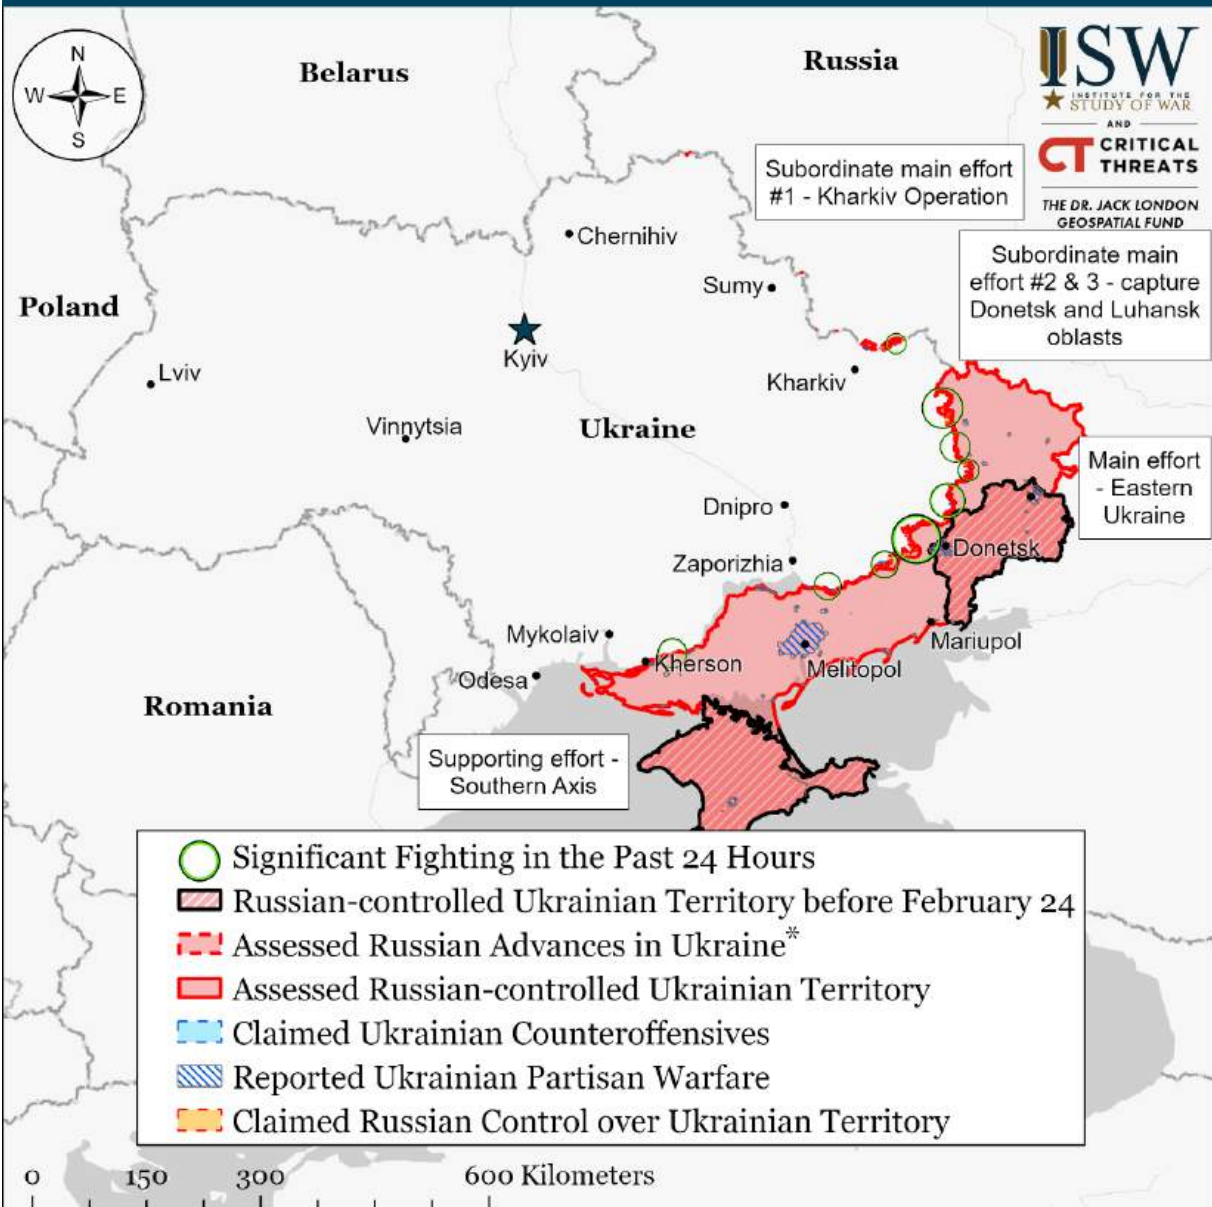 N
W E
S
Belarus
Russia
ISW
INSTITUTE FOR THE
STUDY OF WAR
AND
CT CRITICAL
THREATS
THE DR. JACK LONDON
GEOSPATIAL FUND
Subordinate main effort
#1 - Kharkiv Operation
Chernihiv
Subordinate main
effort #2 & 3 - capture
Donetsk and Luhansk
oblasts
Sumy
Poland
Kyiv
Lviv
Kharkiv
Vinnytsia
Ukraine
Main effort
- Eastern
Ukraine
Dnipro
Donetsk
Zaporizhia
Mykolaiv
Mariupol
Kherson
Melitopol
Odesa
Romania
Supporting effort -
Southern Axis
Significant Fighting in the Past 24 Hours
Russian-controlled Ukrainian Territory before February 24
Assessed Russian Advances in Ukraine*
Assessed Russian-controlled Ukrainian Territory
Claimed Ukrainian Counteroffensives
Reported Ukrainian Partisan Warfare
Claimed Russian Control over Ukrainian Territory
0 150 300 600 Kilometers